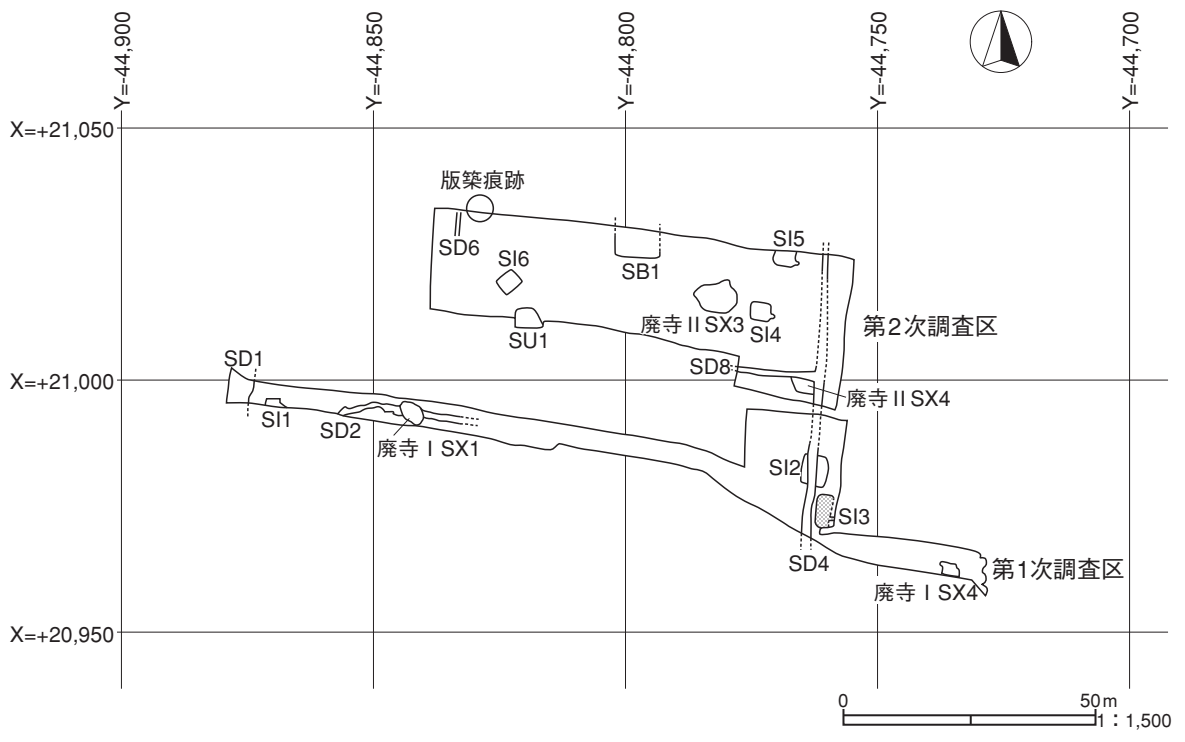 Y=-44,900
Y=-44,850
Y=-44,800
Y=-44,750
Y=-44,700
X=+21,050
版築痕跡
SD6
SI6
SU1
SB1
SI5
廃寺ⅡSX3
SI4
第2次調査区
SD8
X=+21,000
廃寺ⅡSX4
SD1
SI1
SD2
廃寺ⅠSX1
SI2
SI3
SD4
第1次調査区
廃寺ⅠSX4
X=+20,950
0 50m
1：1,500